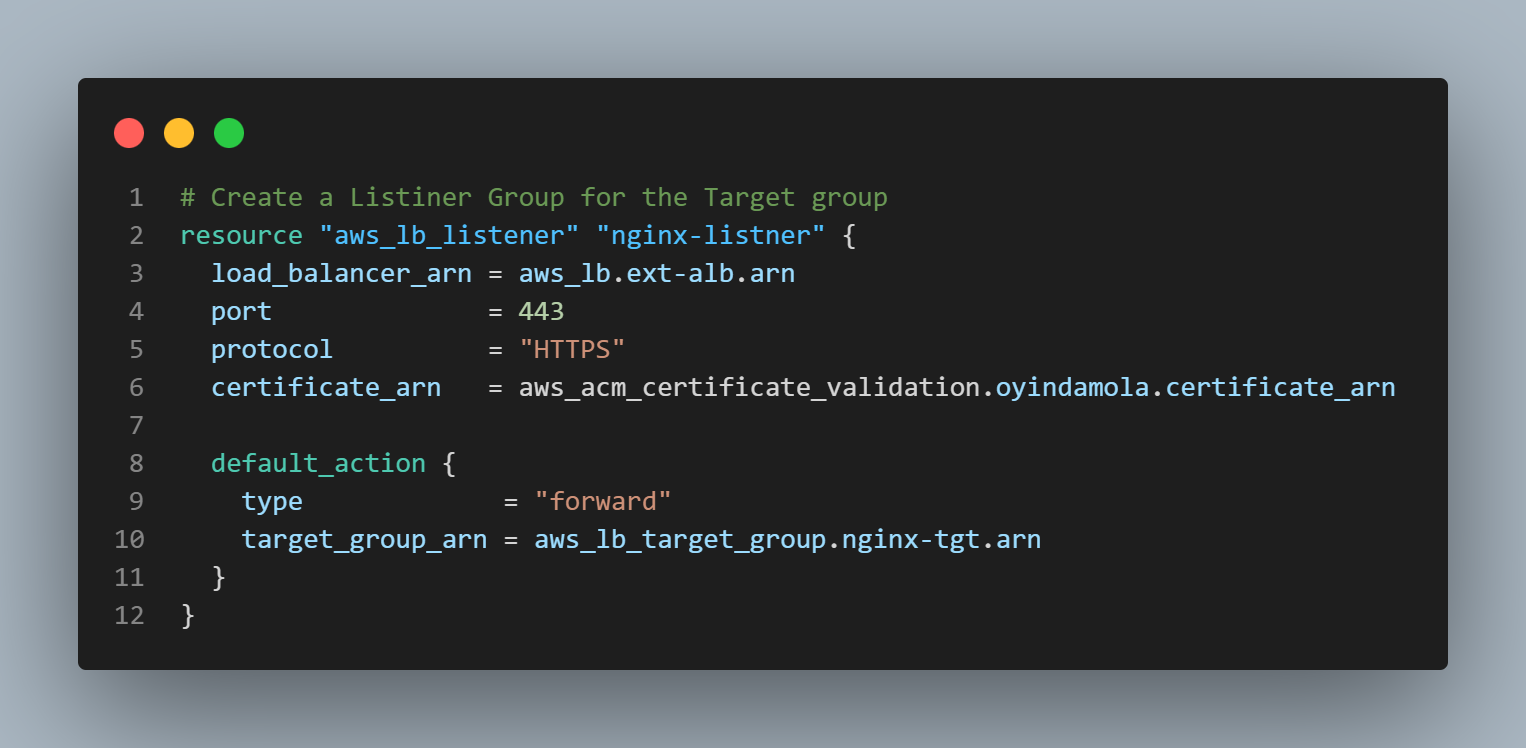 1 # Create a Listiner Group for the Target group
2 resource "aws_lb_listener" "nginx-listner" {
3   load_balancer_arn = aws_lb.ext-alb.arn
4   port              = 443
5   protocol          = "HTTPS"
6   certificate_arn   = aws_acm_certificate_validation.oyindamola.certificate_arn
7
8   default_action {
9     type             = "forward"
10     target_group_arn = aws_lb_target_group.nginx-tgt.arn
11   }
12 }